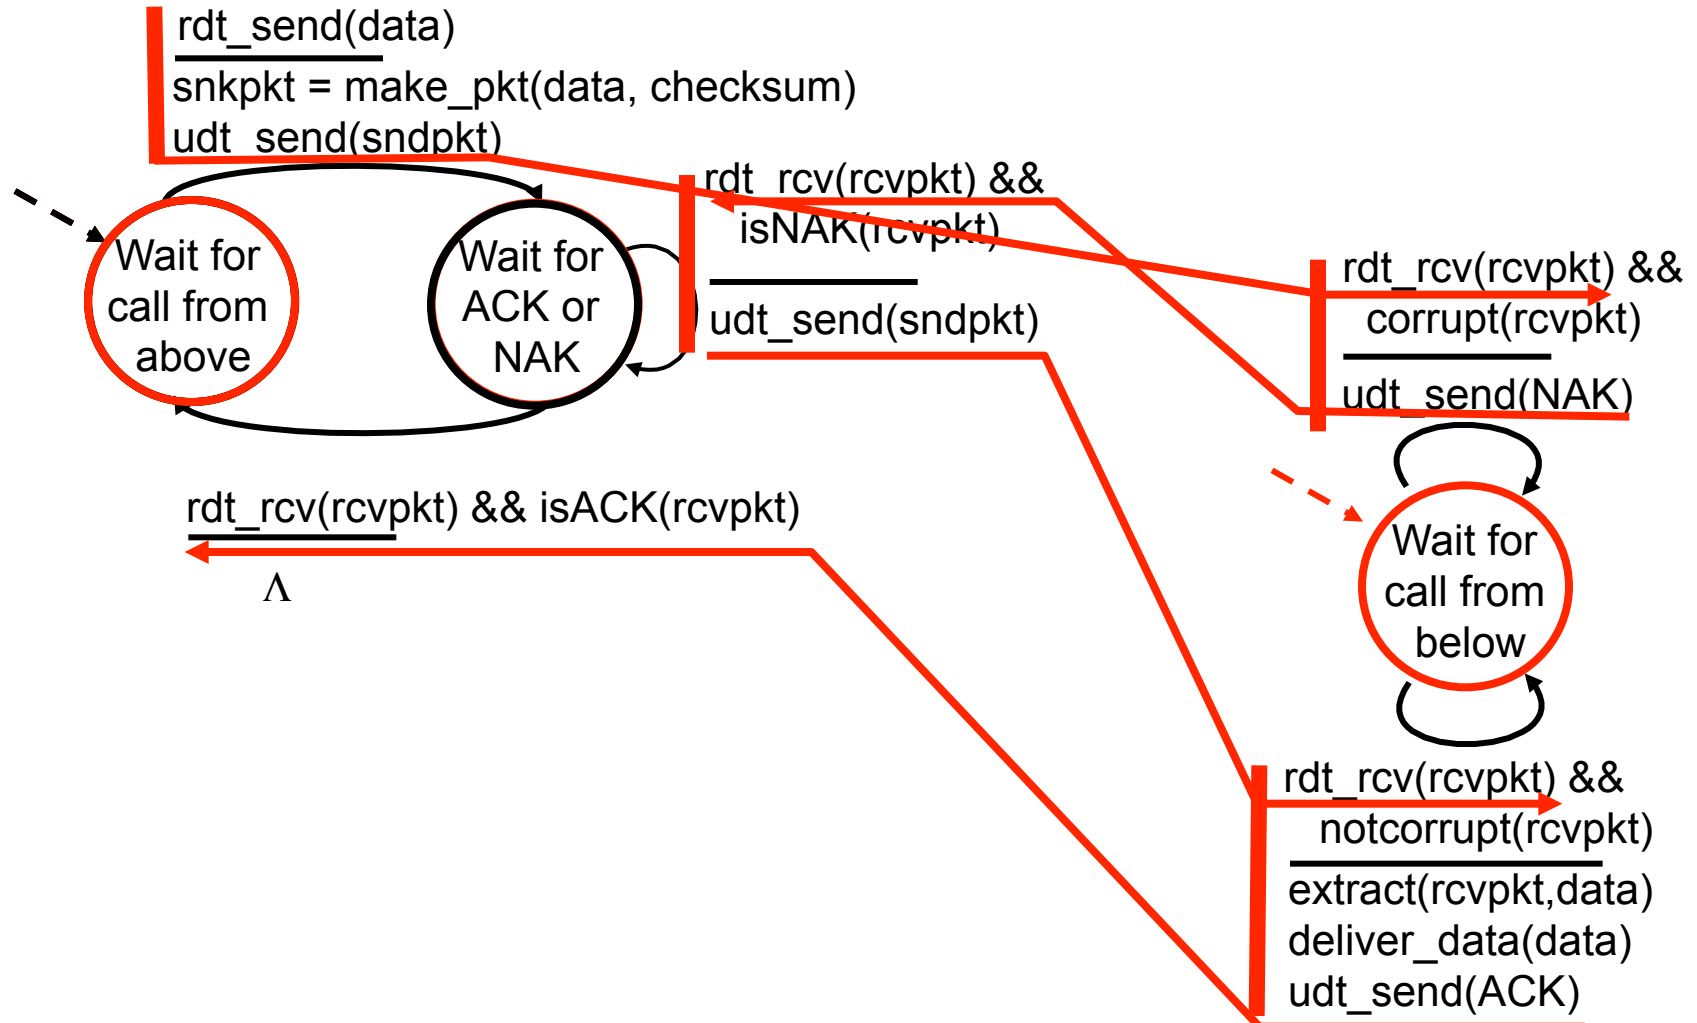 rdt_send(data)
snkpkt = make_pkt(data, checksum)
udt_send(sndpkt)
rdt_rcv(rcvpkt) &&
isNAK(rcvpkt)
udt_send(sndpkt)
Wait for
call from
above
Wait for
ACK or
NAK
rdt_rcv(rcvpkt) && isACK(rcvpkt)
Λ
rdt_rcv(rcvpkt) &&
corrupt(rcvpkt)
udt_send(NAK)
Wait for
call from
below
rdt_rcv(rcvpkt) &&
notcorrupt(rcvpkt)
extract(rcvpkt,data)
deliver_data(data)
udt_send(ACK)